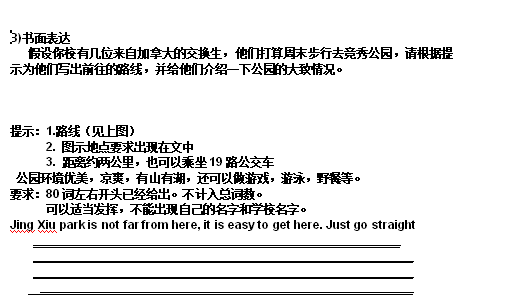 3)书面表达
假设你校有几位来自加拿大的交换生，他们打算周末步行去竞秀公园，请根据提
示为他们写出前往的路线，并给他们介绍一下公园的大致情况。
提示：1.路线（见上图）
2. 图示地点要求出现在文中
3. 距离约两公里，也可以乘坐 19 路公交车
公园环境优美，凉爽，有山有湖，还可以做游戏，游泳，野餐等。
要求：80 词左右开头已经给出。不计入总词数。
可以适当发挥，不能出现自己的名字和学校名字。
Jing Xiu park is not far from here, it is easy to get here. Just go straight